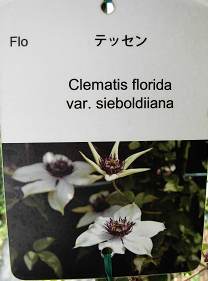 Flo
テッセン
Clematis florida
var. sieboldiiana